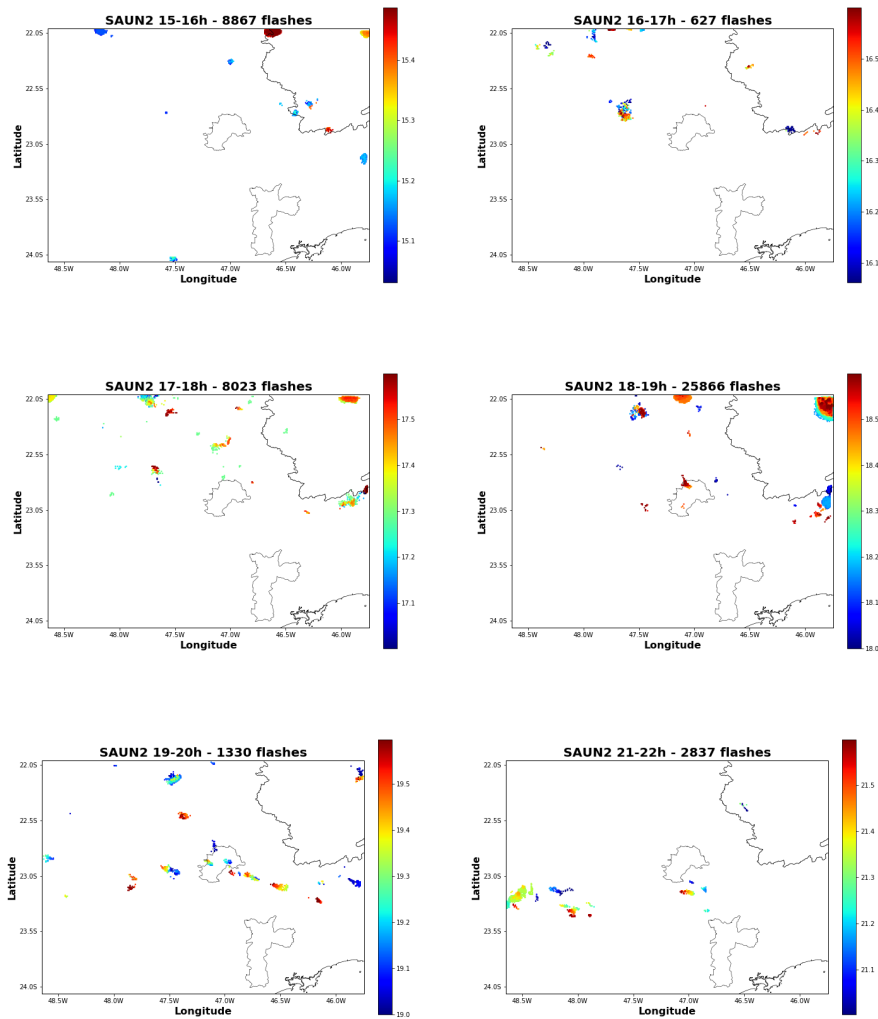 SAUN2 15-16h - 8867 flashes
22.0S
22.5S
23.0S
23.5S
24.0S
Latitude
48.5W 48.0W 47.5W 47.0W 46.5W 46.0W
Longitude
15.4
15.3
15.2
15.1
SAUN2 16-17h - 627 flashes
22.0S
22.5S
23.0S
23.5S
24.0S
Latitude
48.5W 48.0W 47.5W 47.0W 46.5W 46.0W
Longitude
16.5
16.4
16.3
16.2
16.1
SAUN2 17-18h - 8023 flashes
22.0S
22.5S
23.0S
23.5S
24.0S
Latitude
48.5W 48.0W 47.5W 47.0W 46.5W 46.0W
Longitude
17.5
17.4
17.3
17.2
17.1
SAUN2 18-19h - 25866 flashes
22.0S
22.5S
23.0S
23.5S
24.0S
Latitude
48.5W 48.0W 47.5W 47.0W 46.5W 46.0W
Longitude
18.5
18.4
18.3
18.2
18.1
18.0
SAUN2 19-20h - 1330 flashes
22.0S
22.5S
23.0S
23.5S
24.0S
Latitude
48.5W 48.0W 47.5W 47.0W 46.5W 46.0W
Longitude
19.5
19.4
19.3
19.2
19.1
19.0
SAUN2 21-22h - 2837 flashes
22.0S
22.5S
23.0S
23.5S
24.0S
Latitude
48.5W 48.0W 47.5W 47.0W 46.5W 46.0W
Longitude
21.5
21.4
21.3
21.2
21.1